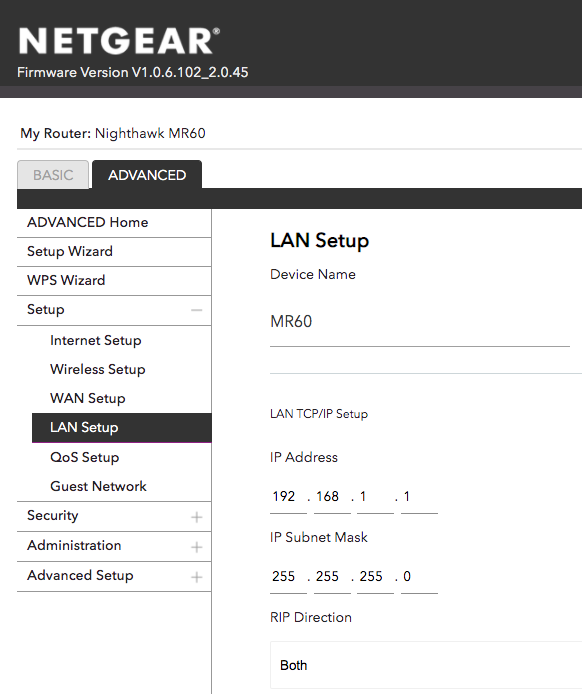 NETGEAR®
Firmware Version V1.0.6.102_2.0.45
My Router: Nighthawk MR60
BASIC
ADVANCED
ADVANCED Home
Setup Wizard
WPS Wizard
Setup
Internet Setup
Wireless Setup
WAN Setup
LAN Setup
QoS Setup
Guest Network
Security
Administration
Advanced Setup
LAN Setup
Device Name
MR60
LAN TCP/IP Setup
IP Address
192 . 168 . 1 . 1
IP Subnet Mask
255 . 255 . 255 . 0
RIP Direction
Both